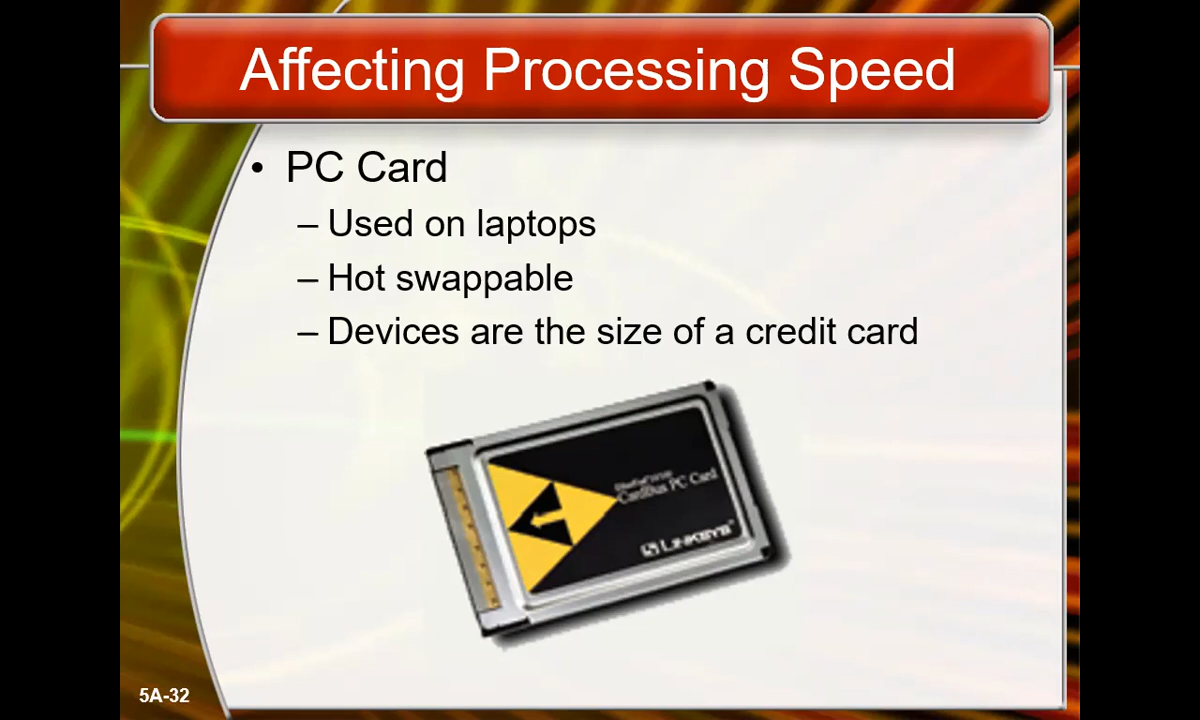 Affecting Processing Speed
• PC Card
– Used on laptops
– Hot swappable
– Devices are the size of a credit card
CardBus PC Card
LINKSYS
5A-32